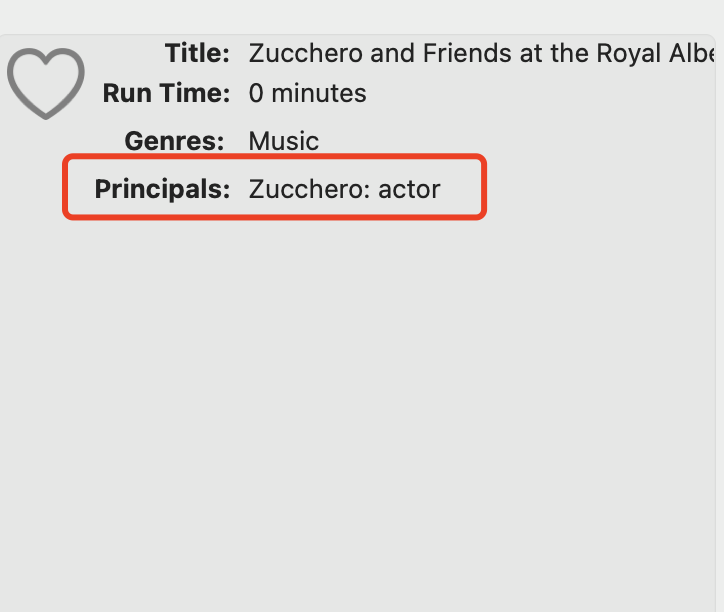 Title: Zucchero and Friends at the Royal Albe
Run Time: 0 minutes
Genres: Music
Principals: Zucchero: actor